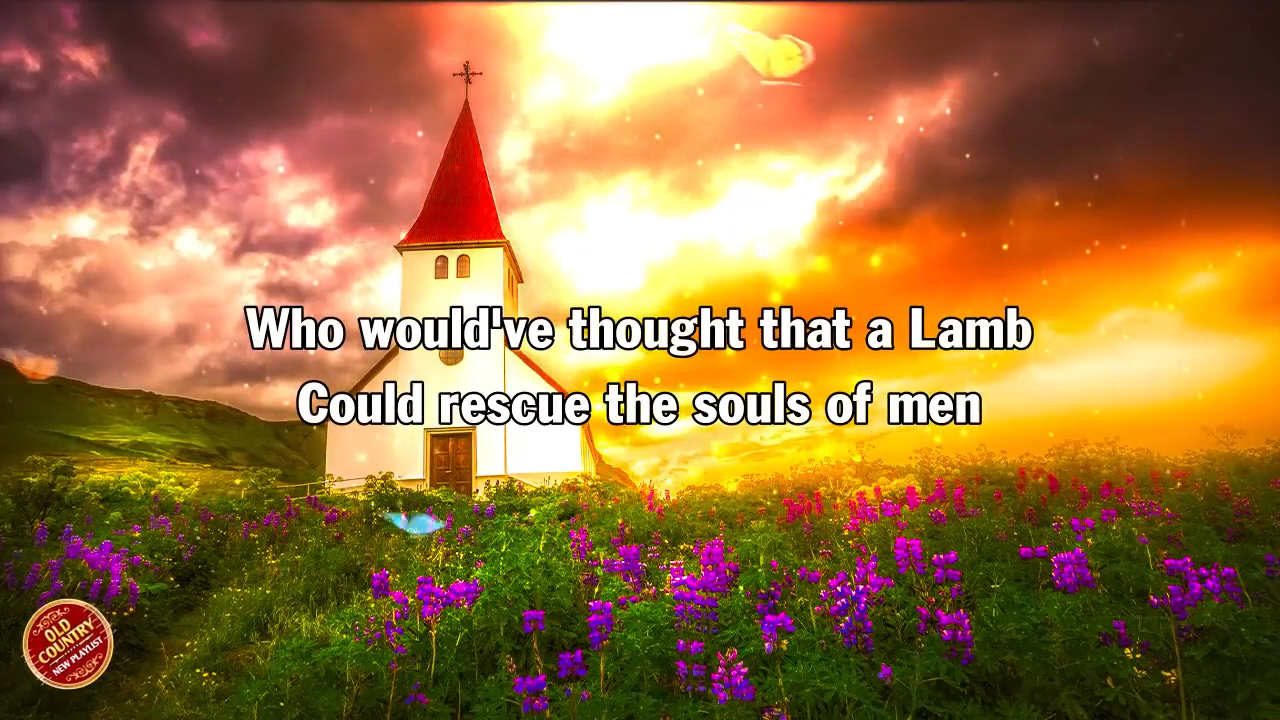 Who would've thought that a Lamb
Could rescue the souls of men
OLD
COUNTRY
NEW PLAYLIST